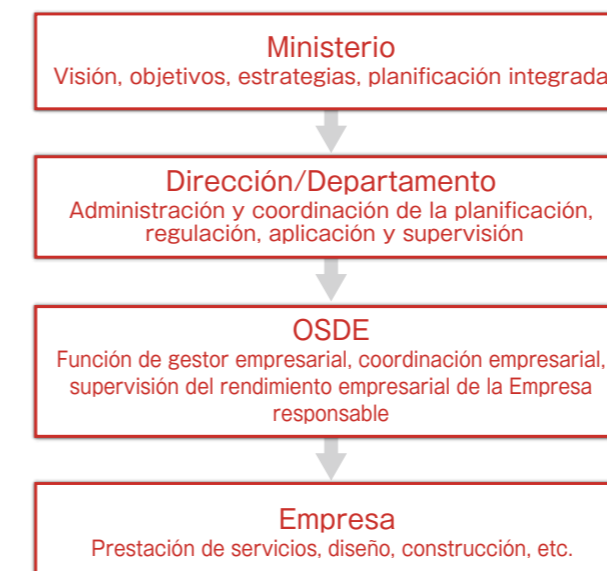 Ministerio
Visión, objetivos, estrategias, planificación integrada
Dirección/Departamento
Administración y coordinación de la planificación,
regulación, aplicación y supervisión
OSDE
Función de gestor empresarial, coordinación empresarial,
supervisión del rendimiento empresarial de la Empresa
responsable
Empresa
Prestación de servicios, diseño, construcción, etc.